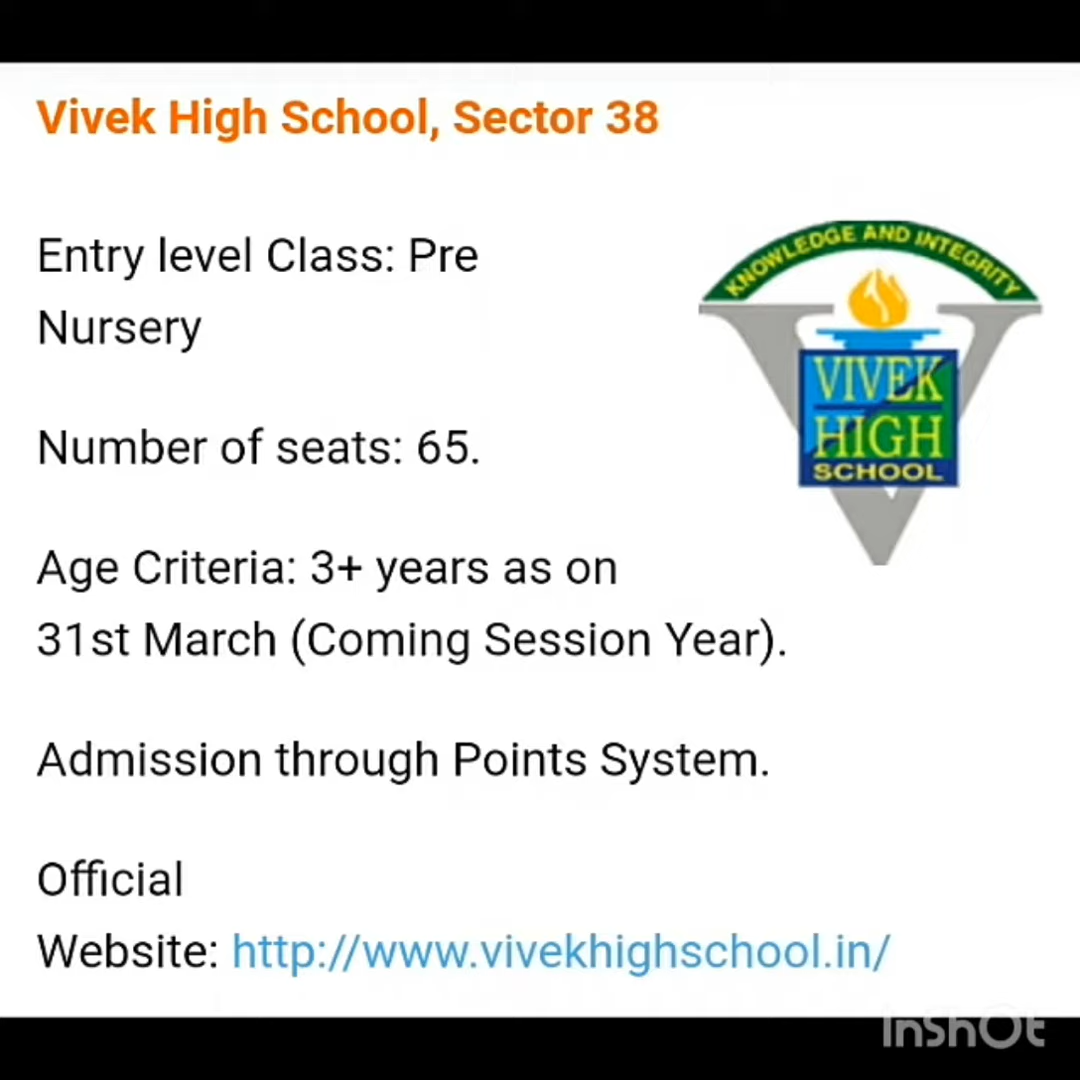 Vivek High School, Sector 38
Entry level Class: Pre
Nursery
KNOWLEDGE AND INTEGRITY
VIVEK
HIGH
SCHOOL
Number of seats: 65.
Age Criteria: 3+ years as on
31st March (Coming Session Year).
Admission through Points System.
Official
Website: http://www.vivekhighschool.in/
InShOt